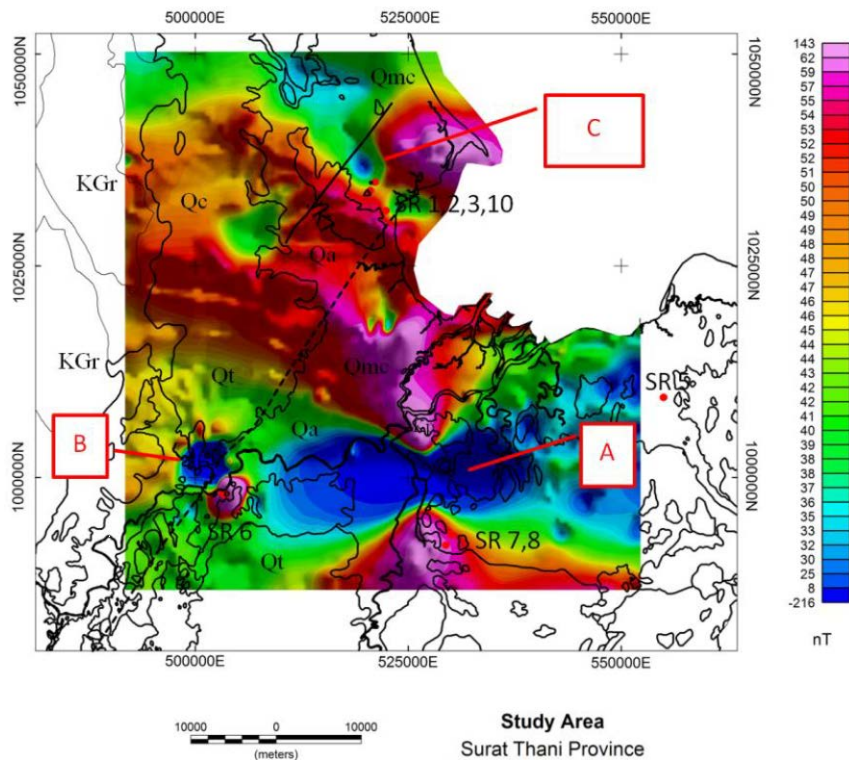 500000E 525000E 550000E
1050000N 1050000N
Qmc
C
KGr
Qc
SR 1,2,3,10
Qa
1025000N 1025000N
KGr
Qmc
Qt
SRI 5
B
Qa
A
1000000N 1000000N
SR 6
SR 7,8
Qt
500000E 525000E 550000E
143
62
59
57
55
54
53
52
52
51
50
50
49
48
49
47
46
46
45
44
43
42
41
40
39
38
37
36
35
33
32
30
25
8
-216
nT
10000 0 10000
(meters)
Study Area
Surat Thani Province